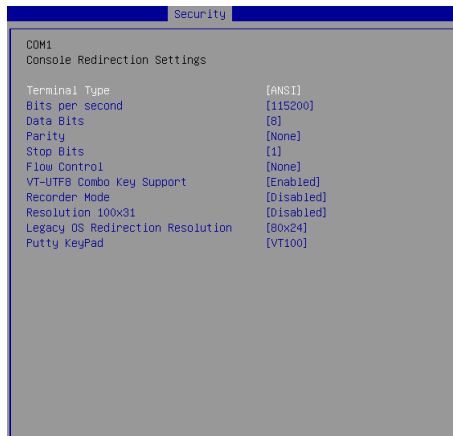 Security
COM1
Console Redirection Settings
Terminal Type [ANSI]
Bits per second [115200]
Data Bits [8]
Parity [None]
Stop Bits [1]
Flow Control [None]
VT-UTF8 Combo Key Support [Enabled]
Recorder Mode [Disabled]
Resolution 100x31 [Disabled]
Legacy OS Redirection Resolution [80x24]
Putty KeyPad [VT100]